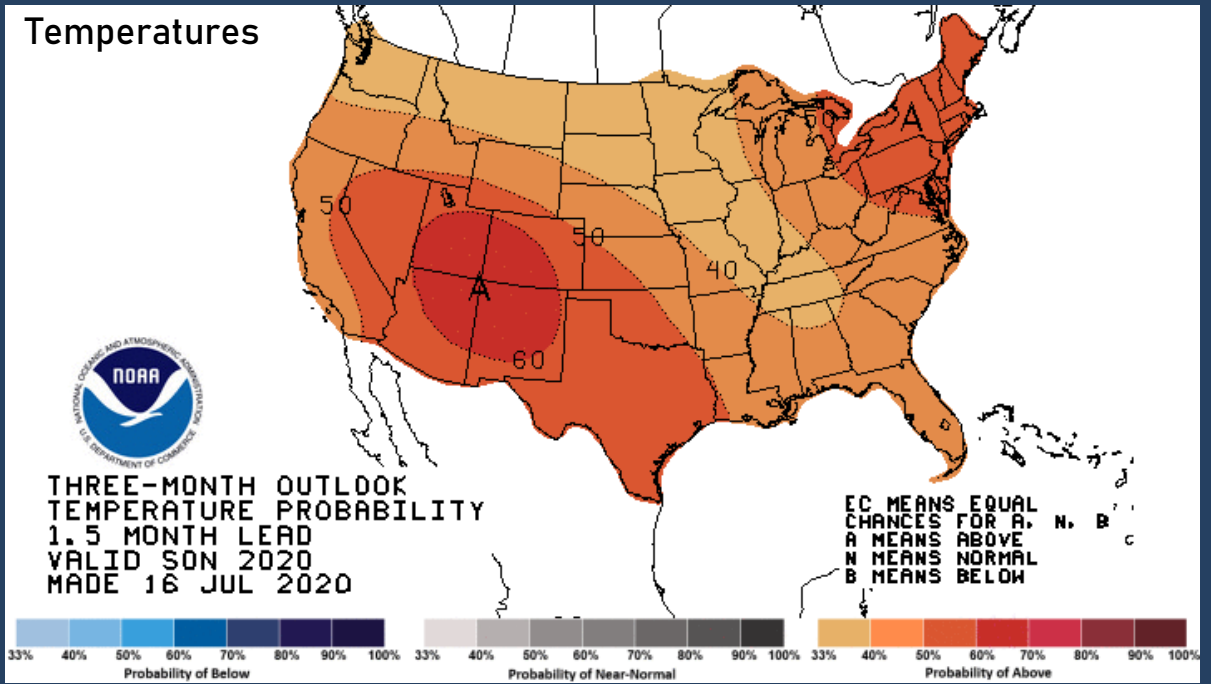 Temperatures
50
A
50
50
40
A
60
NATIONAL OCEANIC AND ATMOSPHERIC ADMINISTRATION
NOAA
U.S. DEPARTMENT OF COMMERCE
THREE-MONTH OUTLOOK
TEMPERATURE PROBABILITY
1.5 MONTH LEAD
VALID SON 2020
MADE 16 JUL 2020
EC MEANS EQUAL
CHANCES FOR A, N, B
A MEANS ABOVE
N MEANS NORMAL
B MEANS BELOW
33% 40% 50% 60% 70% 80% 90% 100%
Probability of Below
33% 40% 50% 60% 70% 80% 90% 100%
Probability of Near-Normal
33% 40% 50% 60% 70% 80% 90% 100%
Probability of Above